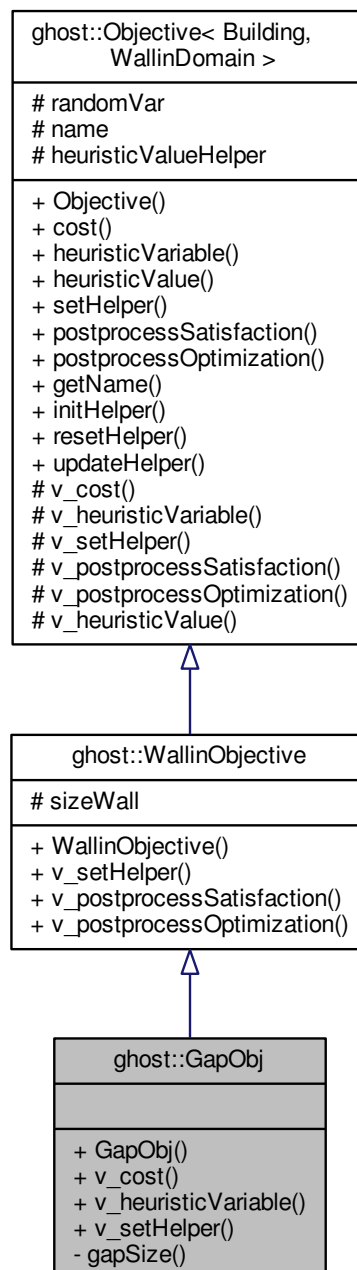 ghost::Objective< Building,
WallinDomain >
# randomVar
# name
# heuristicValueHelper
+ Objective()
+ cost()
+ heuristicVariable()
+ heuristicValue()
+ setHelper()
+ postprocessSatisfaction()
+ postprocessOptimization()
+ getName()
+ initHelper()
+ resetHelper()
+ updateHelper()
# v_cost()
# v_heuristicVariable()
# v_setHelper()
# v_postprocessSatisfaction()
# v_postprocessOptimization()
# v_heuristicValue()
ghost::WallinObjective
# sizeWall
+ WallinObjective()
+ v_setHelper()
+ v_postprocessSatisfaction()
+ v_postprocessOptimization()
ghost::GapObj
+ GapObj()
+ v_cost()
+ v_heuristicVariable()
+ v_setHelper()
- gapSize()